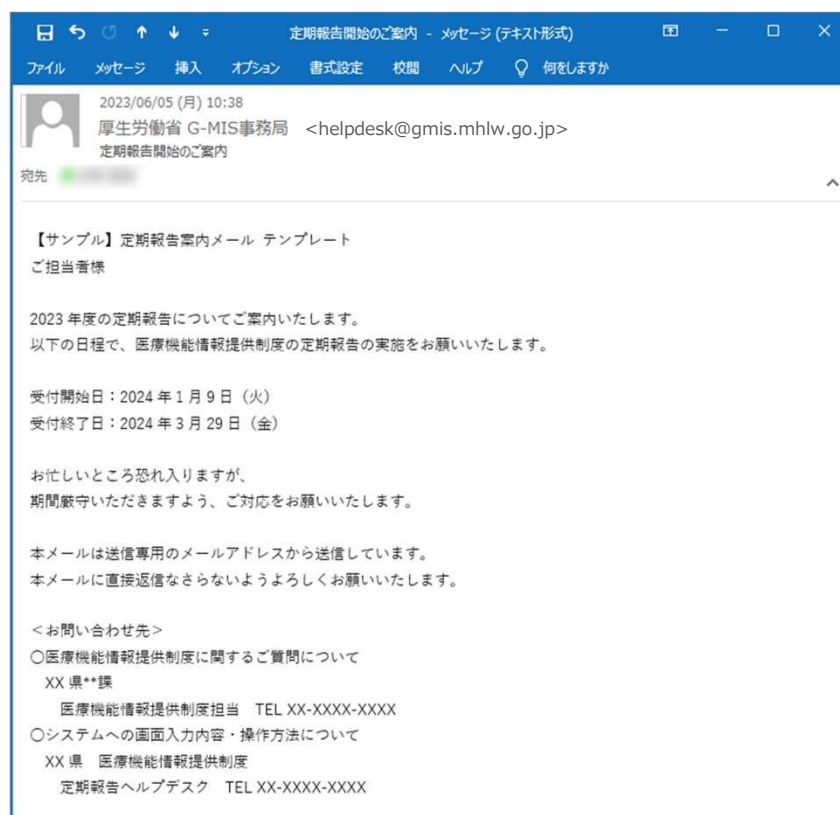 定期報告開始のご案内 - メッセージ (テキスト形式)
ファイル メッセージ 挿入 オプション 書式設定 校閲 ヘルプ 何をしますか
2023/06/05 (月) 10:38
厚生労働省 G-MIS事務局 <helpdesk@gmis.mhlw.go.jp>
定期報告開始のご案内
宛先
【サンプル】定期報告案内メール テンプレート
ご担当者様
2023 年度の定期報告についてご案内いたします。
以下の日程で、医療機能情報提供制度の定期報告の実施をお願いいたします。
受付開始日：2024 年 1 月 9 日（火）
受付終了日：2024 年 3 月 29 日（金）
お忙しいところ恐れ入りますが、
期間厳守いただきますよう、ご対応をお願いいたします。
本メールは送信専用のメールアドレスから送信しています。
本メールに直接返信なさらないようよろしくお願いいたします。
＜お問い合わせ先＞
○医療機能情報提供制度に関するご質問について
XX 県**課
医療機能情報提供制度担当 TEL XX-XXXX-XXXX
○システムへの画面入力内容・操作方法について
XX 県 医療機能情報提供制度
定期報告ヘルプデスク TEL XX-XXXX-XXXX